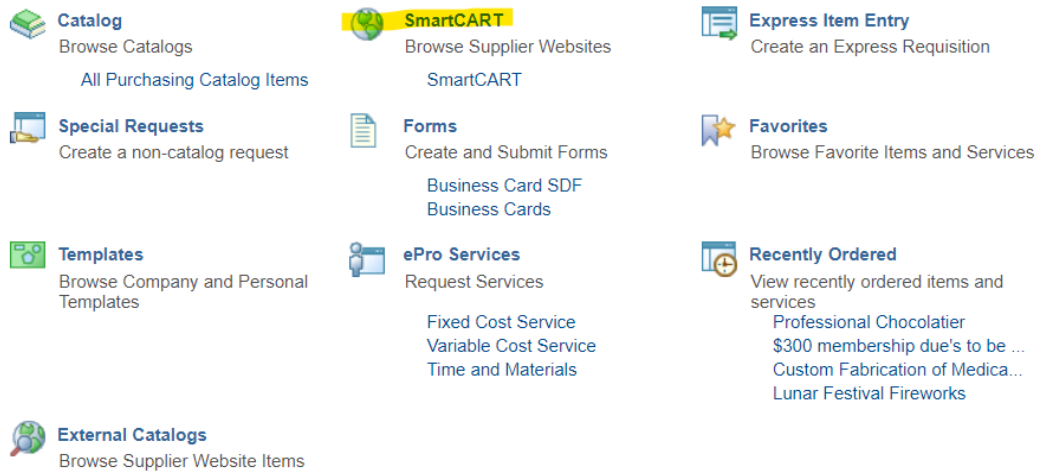 Catalog
Browse Catalogs
All Purchasing Catalog Items
SmartCART
Browse Supplier Websites
SmartCART
Express Item Entry
Create an Express Requisition
Special Requests
Create a non-catalog request
Forms
Create and Submit Forms
Business Card SDF
Business Cards
Favorites
Browse Favorite Items and Services
Templates
Browse Company and Personal
Templates
ePro Services
Request Services
Fixed Cost Service
Variable Cost Service
Time and Materials
Recently Ordered
View recently ordered items and
services
Professional Chocolatier
$300 membership due's to be ...
Custom Fabrication of Medica...
Lunar Festival Fireworks
External Catalogs
Browse Supplier Website Items